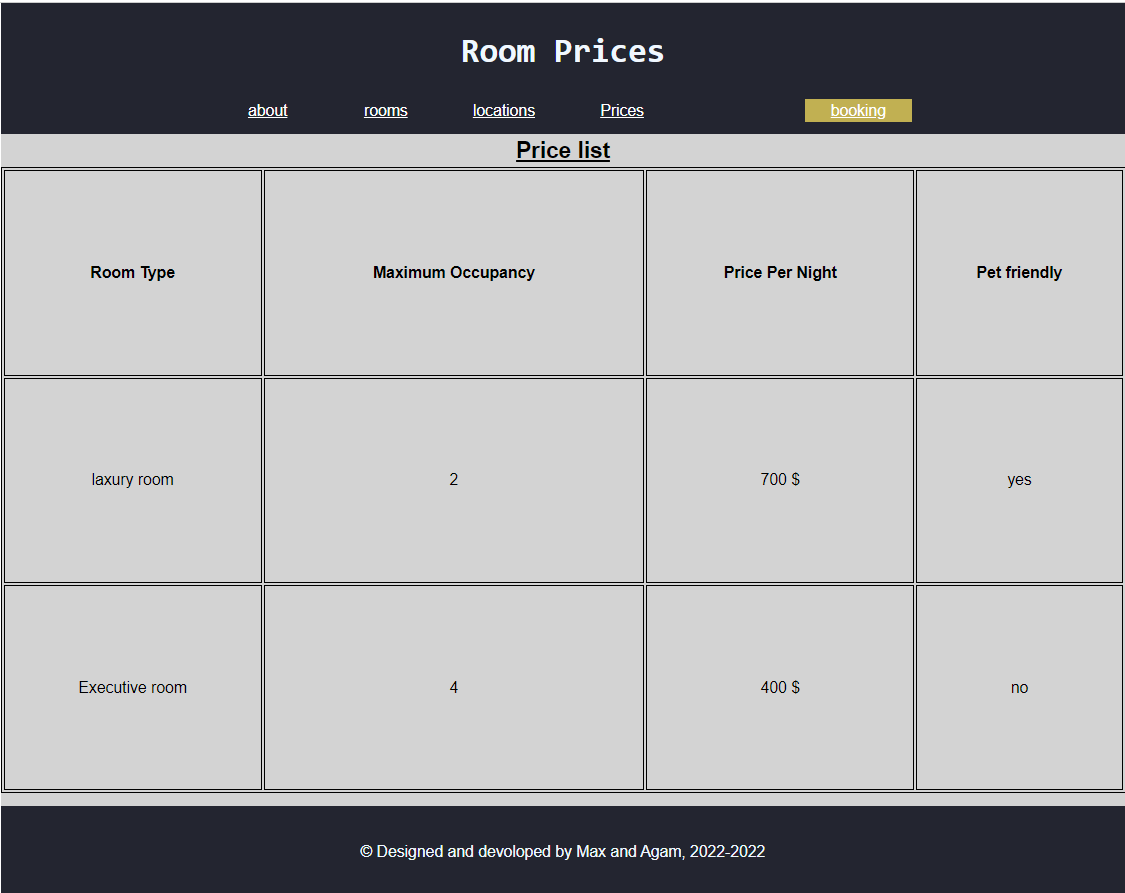 Room Prices
about rooms locations Prices booking
Price list
Room Type Maximum Occupancy Price Per Night Pet friendly
laxury room 2 700 $ yes
Executive room 4 400 $ no
© Designed and devoloped by Max and Agam, 2022-2022